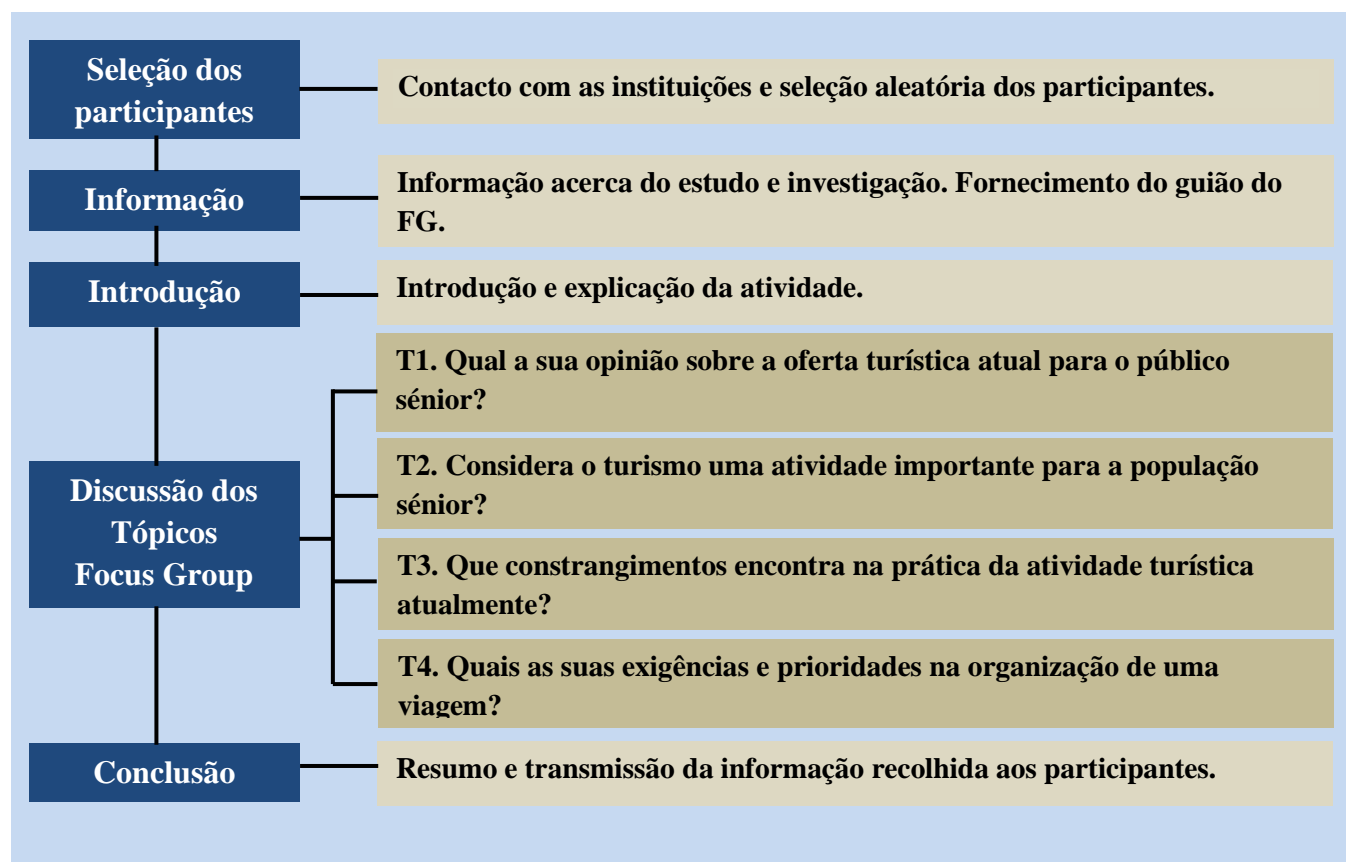 Seleção dos
participantes
Contacto com as instituições e seleção aleatória dos participantes.
Informação
Informação acerca do estudo e investigação. Fornecimento do guião do
FG.
Introdução
Introdução e explicação da atividade.
Discussão dos
Tópicos
Focus Group
T1. Qual a sua opinião sobre a oferta turística atual para o público
sénior?
T2. Considera o turismo uma atividade importante para a população
sénior?
T3. Que constrangimentos encontra na prática da atividade turística
atualmente?
T4. Quais as suas exigências e prioridades na organização de uma
viagem?
Conclusão
Resumo e transmissão da informação recolhida aos participantes.